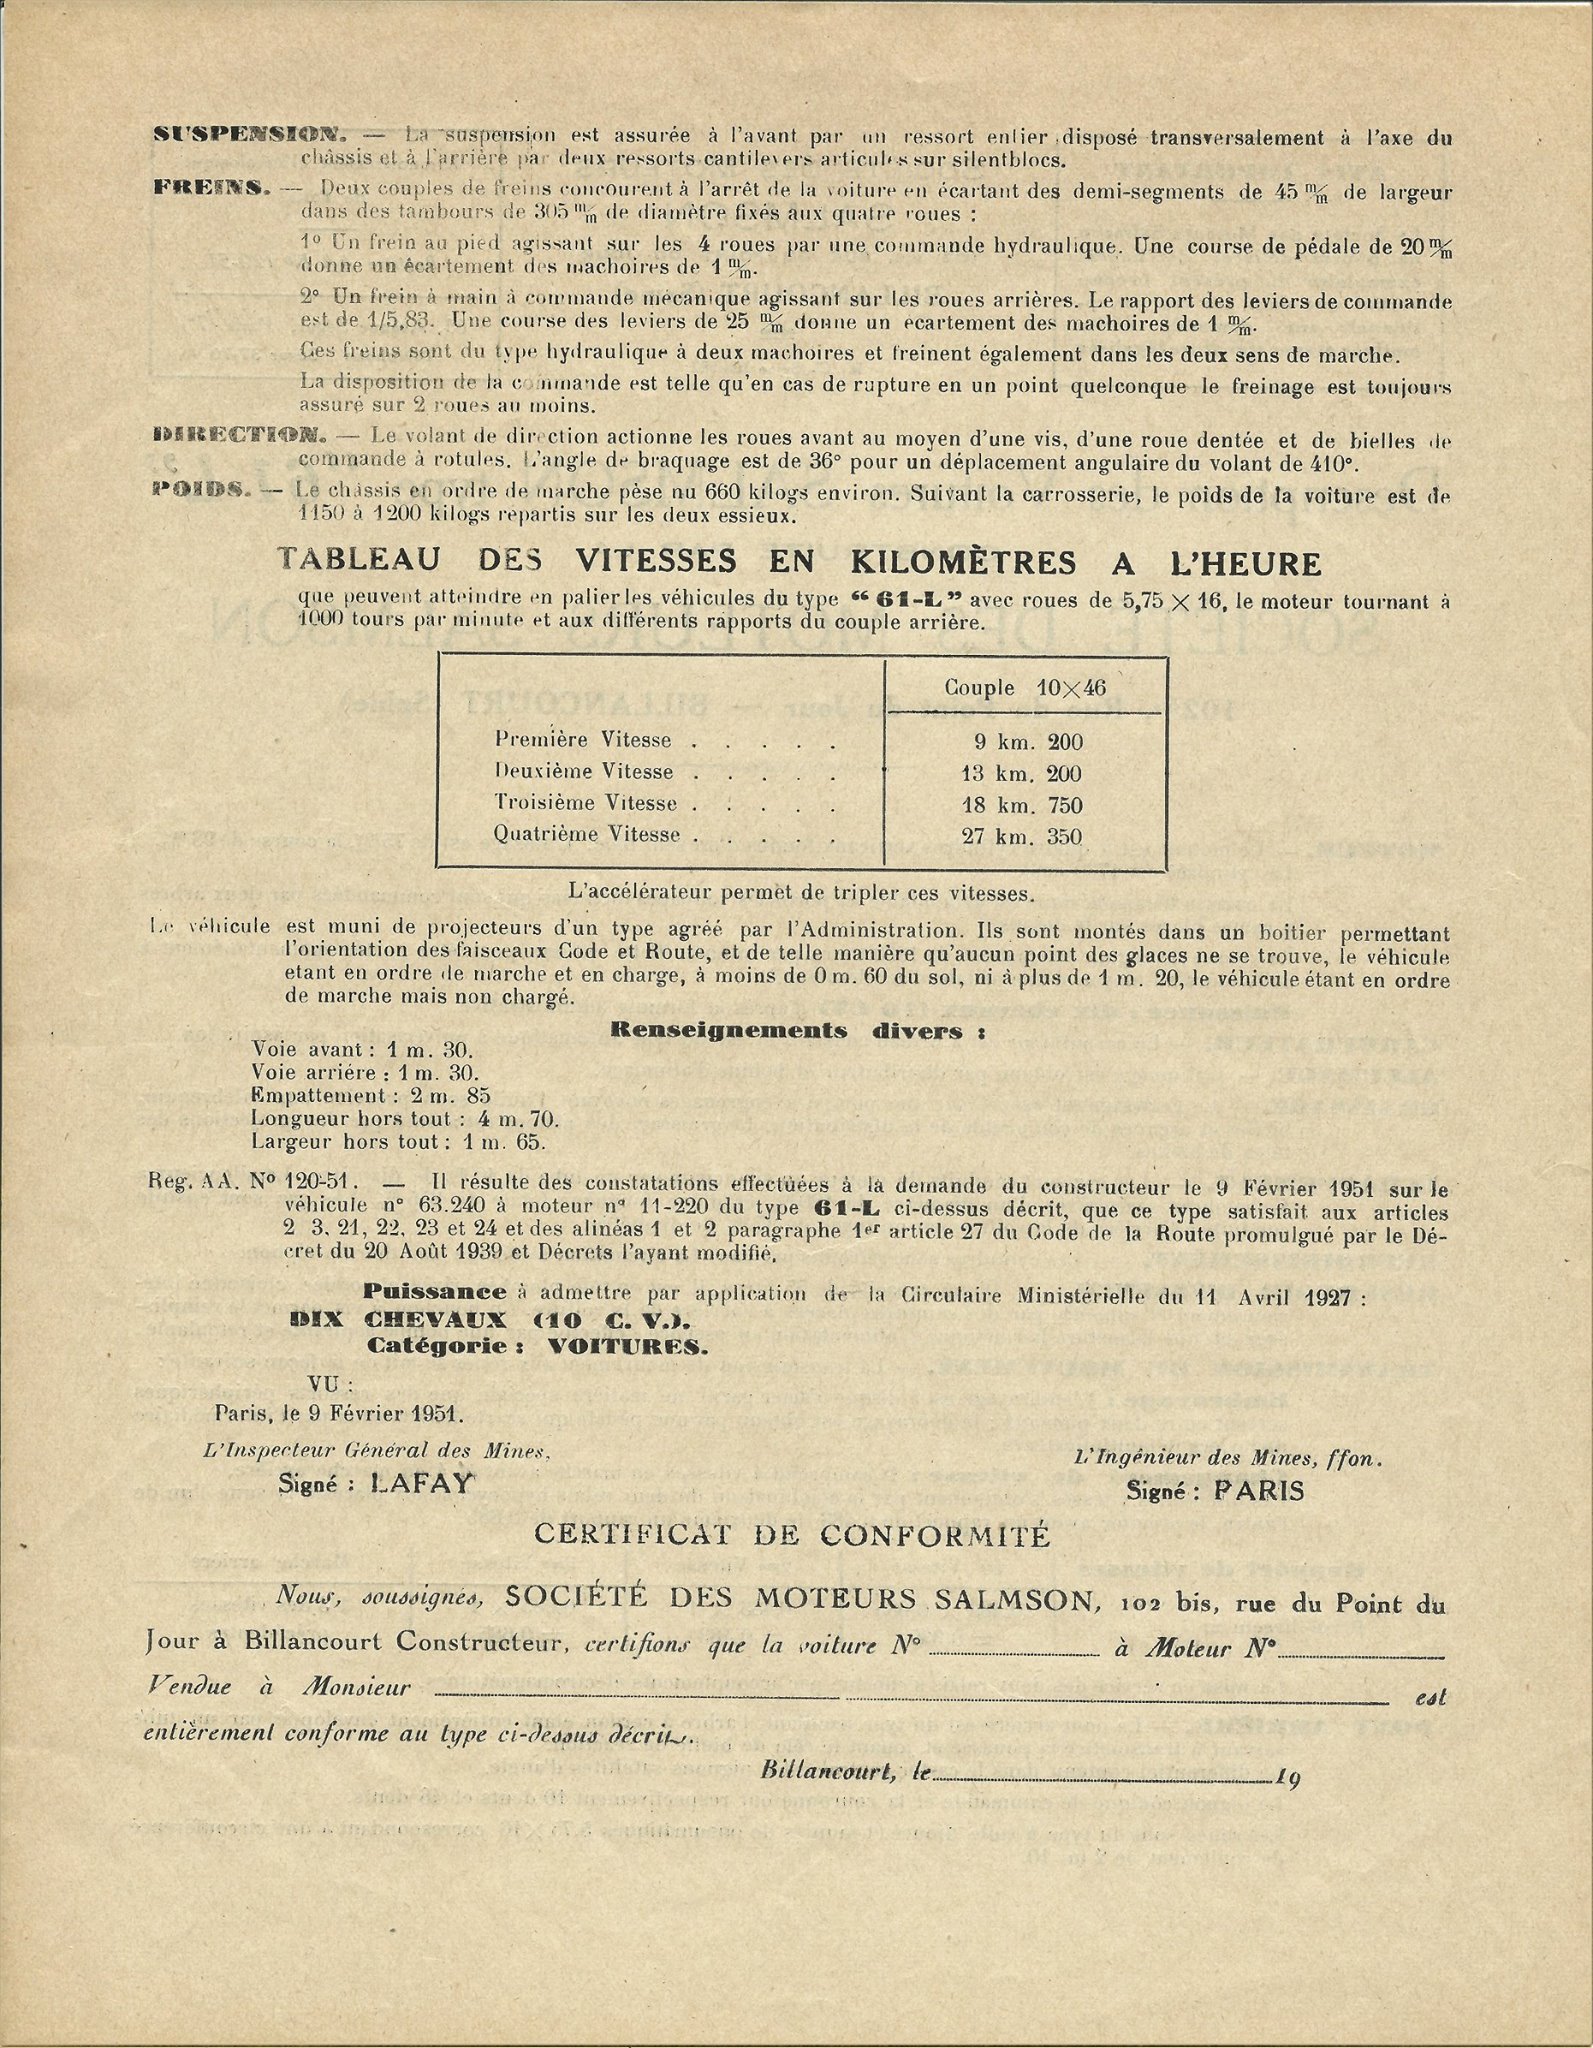 SUSPENSION. — La suspension est assurée à l'avant par un ressort entier disposé transversalement à l'axe du
châssis et à l'arrière par deux ressorts cantilevers articulés sur silentblocs.
FREINS. — Deux couples de freins concourent à l'arrêt de la voiture en écartant des demi-segments de 45 m/m de largeur
dans des tambours de 305 m/m de diamètre fixés aux quatre roues :
1º Un frein au pied agissant sur les 4 roues par une commande hydraulique. Une course de pédale de 20 m/m
donne un êcartement des machoires de 1 m/m.
2º Un frein à main à commande mécanique agissant sur les roues arrières. Le rapport des leviers de commande
est de 1/5,83. Une course des leviers de 25 m/m donne un ecartement des machoires de 1 m/m.
Ces freins sont du type hydraulique à deux machoires et freinent également dans les deux sens de marche.
La disposition de la commande est telle qu'en cas de rupture en un point quelconque le freinage est toujours
assuré sur 2 roues au moins.
DIRECTION. — Le volant de direction actionne les roues avant au moyen d'une vis, d'une roue dentée et de bielles de
commande à rotules. L'angle de braquage est de 36º pour un déplacement angulaire du volant de 410º.
POIDS. — Le châssis en ordre de marche pèse nu 660 kilogs environ. Suivant la carrosserie, le poids de la voiture est de
1150 à 1200 kilogs répartis sur les deux essieux.
TABLEAU DES VITESSES EN KILOMÈTRES A L'HEURE
que peuvent atteindre en palier les véhicules du type “ 61-L ” avec roues de 5,75 × 16, le moteur tournant à
1000 tours par minute et aux différents rapports du couple arrière.
Couple 10×46
Première Vitesse . . . . . 9 km. 200
Deuxième Vitesse . . . . . 13 km. 200
Troisième Vitesse . . . . . 18 km. 750
Quatrième Vitesse . . . . . 27 km. 350
L'accélérateur permet de tripler ces vitesses.
Le véhicule est muni de projecteurs d'un type agréé par l'Administration. Ils sont montés dans un boitier permettant
l'orientation des faisceaux Code et Route, et de telle manière qu'aucun point des glaces ne se trouve, le véhicule
etant en ordre de marche et en charge, à moins de 0 m. 60 du sol, ni à plus de 1 m. 20, le véhicule étant en ordre
de marche mais non chargé.
Renseignements divers :
Voie avant : 1 m. 30.
Voie arriére : 1 m. 30.
Empattement : 2 m. 85
Longueur hors tout : 4 m. 70.
Largeur hors tout : 1 m. 65.
Reg. AA. Nº 120-51. — Il résulte des constatations effectuées à la demande du constructeur le 9 Février 1951 sur le
véhicule nº 63.240 à moteur nº 11-220 du type 61-L ci-dessus décrit, que ce type satisfait aux articles
2 3, 21, 22, 23 et 24 et des alinéas 1 et 2 paragraphe 1er article 27 du Code de la Route promulgué par le Dé-
cret du 20 Août 1939 et Décrets l'ayant modifié.
Puissance à admettre par application de la Circulaire Ministérielle du 11 Avril 1927 :
DIX CHEVAUX (10 C. V.).
Catégorie : VOITURES.
VU :
Paris, le 9 Février 1951.
L'Inspecteur Général des Mines,
Signé : LAFAY
L'Ingénieur des Mines, ffon.
Signé : PARIS
CERTIFICAT DE CONFORMITÉ
Nous, soussignés, SOCIÉTÉ DES MOTEURS SALMSON, 102 bis, rue du Point du
Jour à Billancourt Constructeur, certifions que la voiture Nº à Moteur Nº
Vendue à Monsieur est
entièrement conforme au type ci-dessus décrit.
Billancourt, le 19